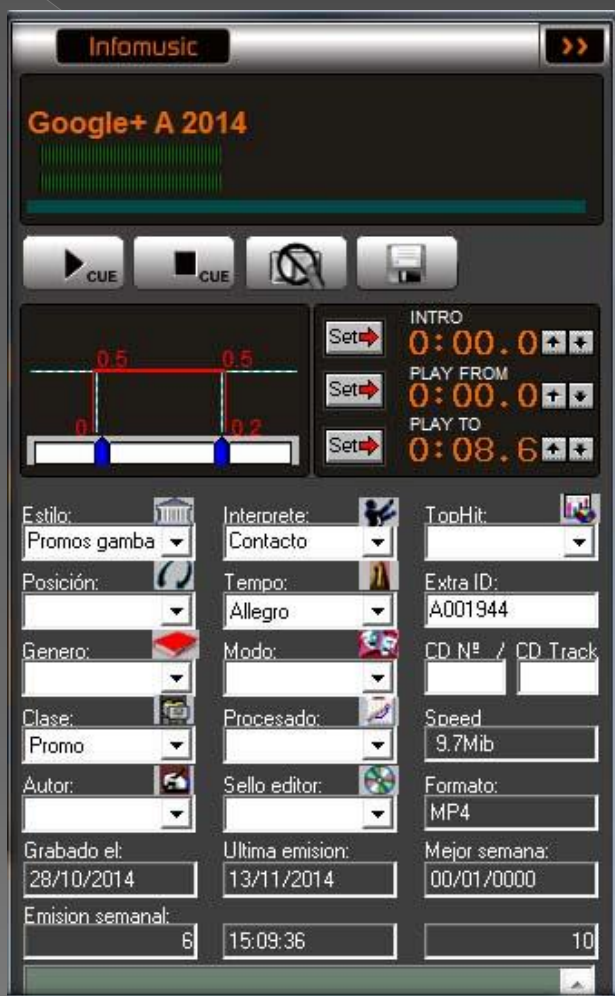 Infomusic >>
Google+ A 2014
CUE CUE
0.5 0.5
0 0.2
INTRO
Set 0:00.0
PLAY FROM
Set 0:00.0
PLAY TO
Set 0:08.6
Estilo: Interprete: TopHit:
Promos gamba Contacto
Posición: Tempo: Extra ID:
Allegro A001944
Genero: Modo: CD Nº / CD Track
Clase: Procesado: Speed
Promo 9.7Mib
Autor: Sello editor: Formato:
MP4
Grabado el: Ultima emision: Mejor semana:
28/10/2014 13/11/2014 00/01/0000
Emision semanal:
6 15:09:36 10